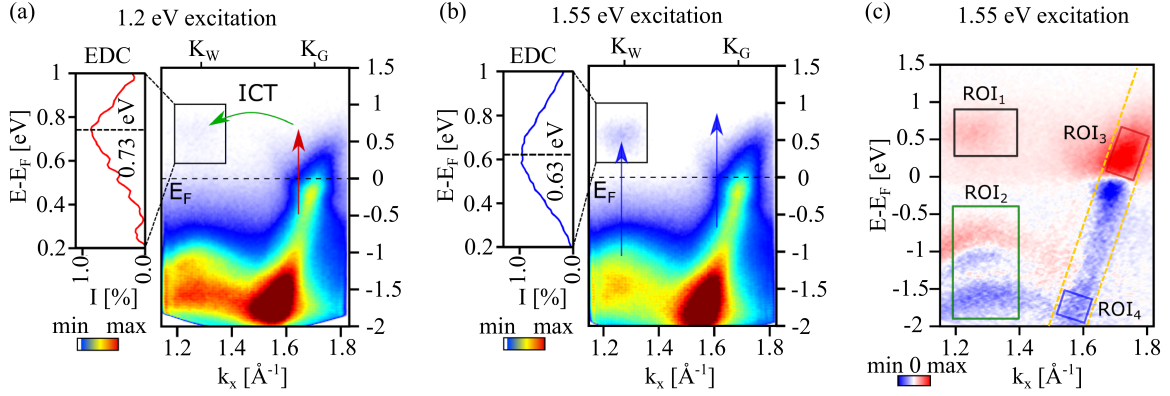 (a)
1.2 eV excitation
EDC
K_W
K_G
1
0.8
0.6
0.4
0.2
E-E_F [eV]
0.73 eV
1.0
0.0
I [%]
min max
ICT
E_F
1.5
1
0.5
0
-0.5
-1
-1.5
-2
1.2 1.4 1.6 1.8
k_x [Å⁻¹]
(b)
1.55 eV excitation
EDC
K_W
K_G
1
0.8
0.6
0.4
0.2
E-E_F [eV]
0.63 eV
1.0
0.0
I [%]
min max
E_F
1.5
1
0.5
0
-0.5
-1
-1.5
-2
1.2 1.4 1.6 1.8
k_x [Å⁻¹]
(c)
1.55 eV excitation
E-E_F [eV]
1.5
1
0.5
0
-0.5
-1
-1.5
-2
ROI₁
ROI₂
ROI₃
ROI₄
1.2 1.4 1.6 1.8
min 0 max
k_x [Å⁻¹]